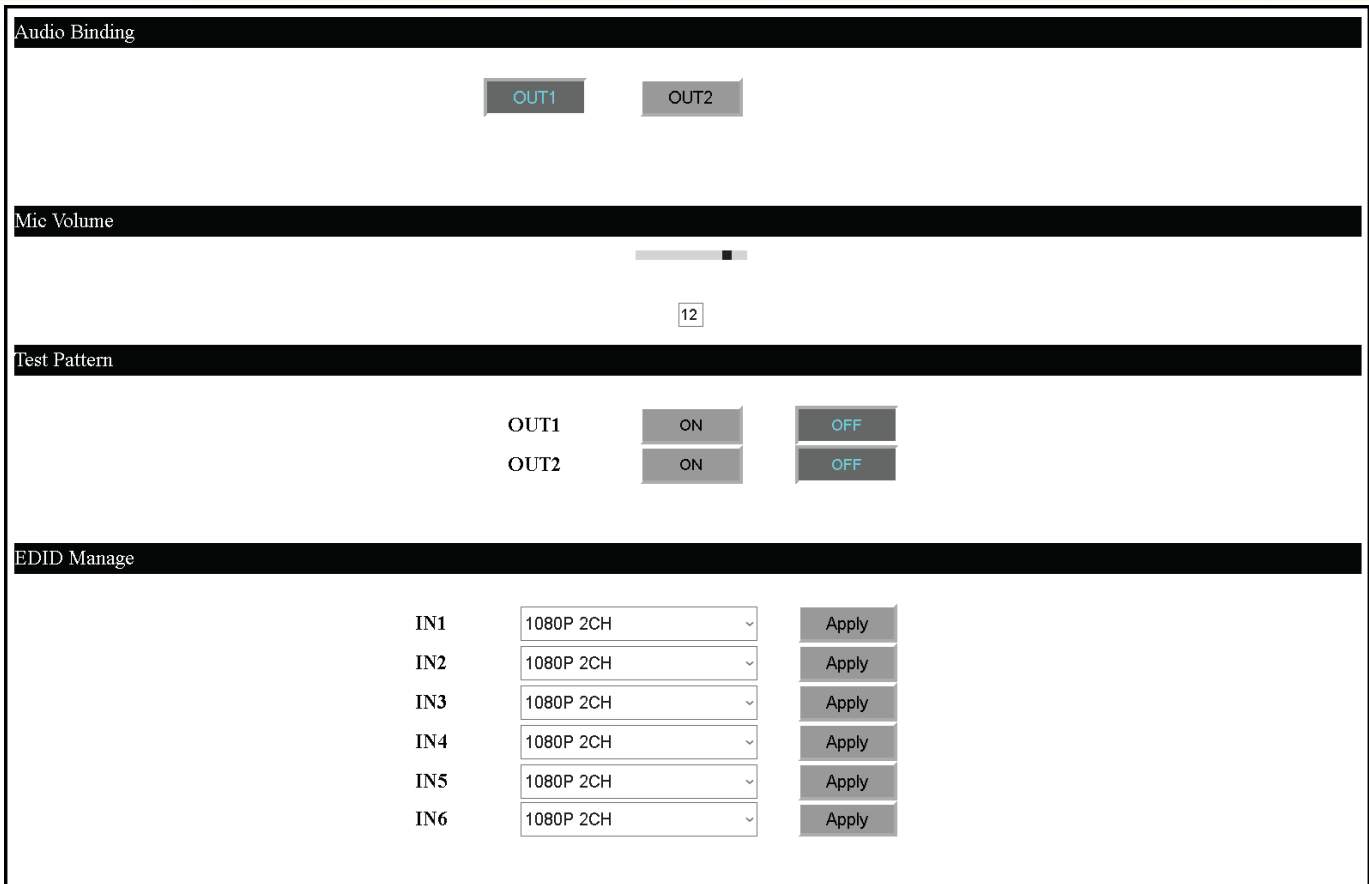 Audio Binding
OUT1 OUT2
Mic Volume
12
Test Pattern
OUT1 ON OFF
OUT2 ON OFF
EDID Manage
IN1 1080P 2CH Apply
IN2 1080P 2CH Apply
IN3 1080P 2CH Apply
IN4 1080P 2CH Apply
IN5 1080P 2CH Apply
IN6 1080P 2CH Apply